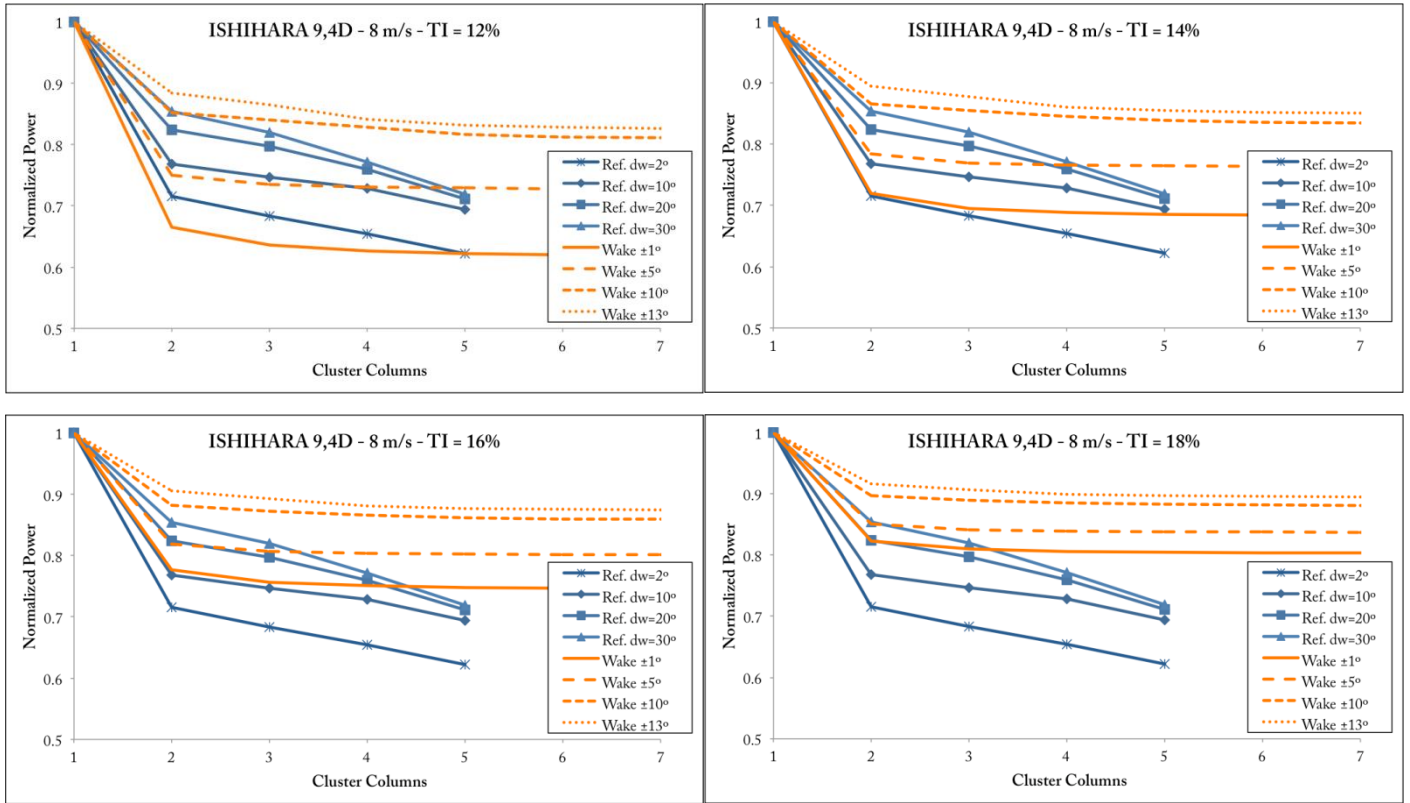 ISHIHARA 9,4D - 8 m/s - TI = 12%
Normalized Power
1
0.9
0.8
0.7
0.6
0.5
1 2 3 4 5 6 7
Cluster Columns
Ref. dw=2º
Ref. dw=10º
Ref. dw=20º
Ref. dw=30º
Wake ±1º
Wake ±5º
Wake ±10º
Wake ±13º
ISHIHARA 9,4D - 8 m/s - TI = 14%
Normalized Power
1
0.9
0.8
0.7
0.6
0.5
1 2 3 4 5 6 7
Cluster Columns
Ref. dw=2º
Ref. dw=10º
Ref. dw=20º
Ref. dw=30º
Wake ±1º
Wake ±5º
Wake ±10º
Wake ±13º
ISHIHARA 9,4D - 8 m/s - TI = 16%
Normalized Power
1
0.9
0.8
0.7
0.6
0.5
1 2 3 4 5 6 7
Cluster Columns
Ref. dw=2º
Ref. dw=10º
Ref. dw=20º
Ref. dw=30º
Wake ±1º
Wake ±5º
Wake ±10º
Wake ±13º
ISHIHARA 9,4D - 8 m/s - TI = 18%
Normalized Power
1
0.9
0.8
0.7
0.6
0.5
1 2 3 4 5 6 7
Cluster Columns
Ref. dw=2º
Ref. dw=10º
Ref. dw=20º
Ref. dw=30º
Wake ±1º
Wake ±5º
Wake ±10º
Wake ±13º